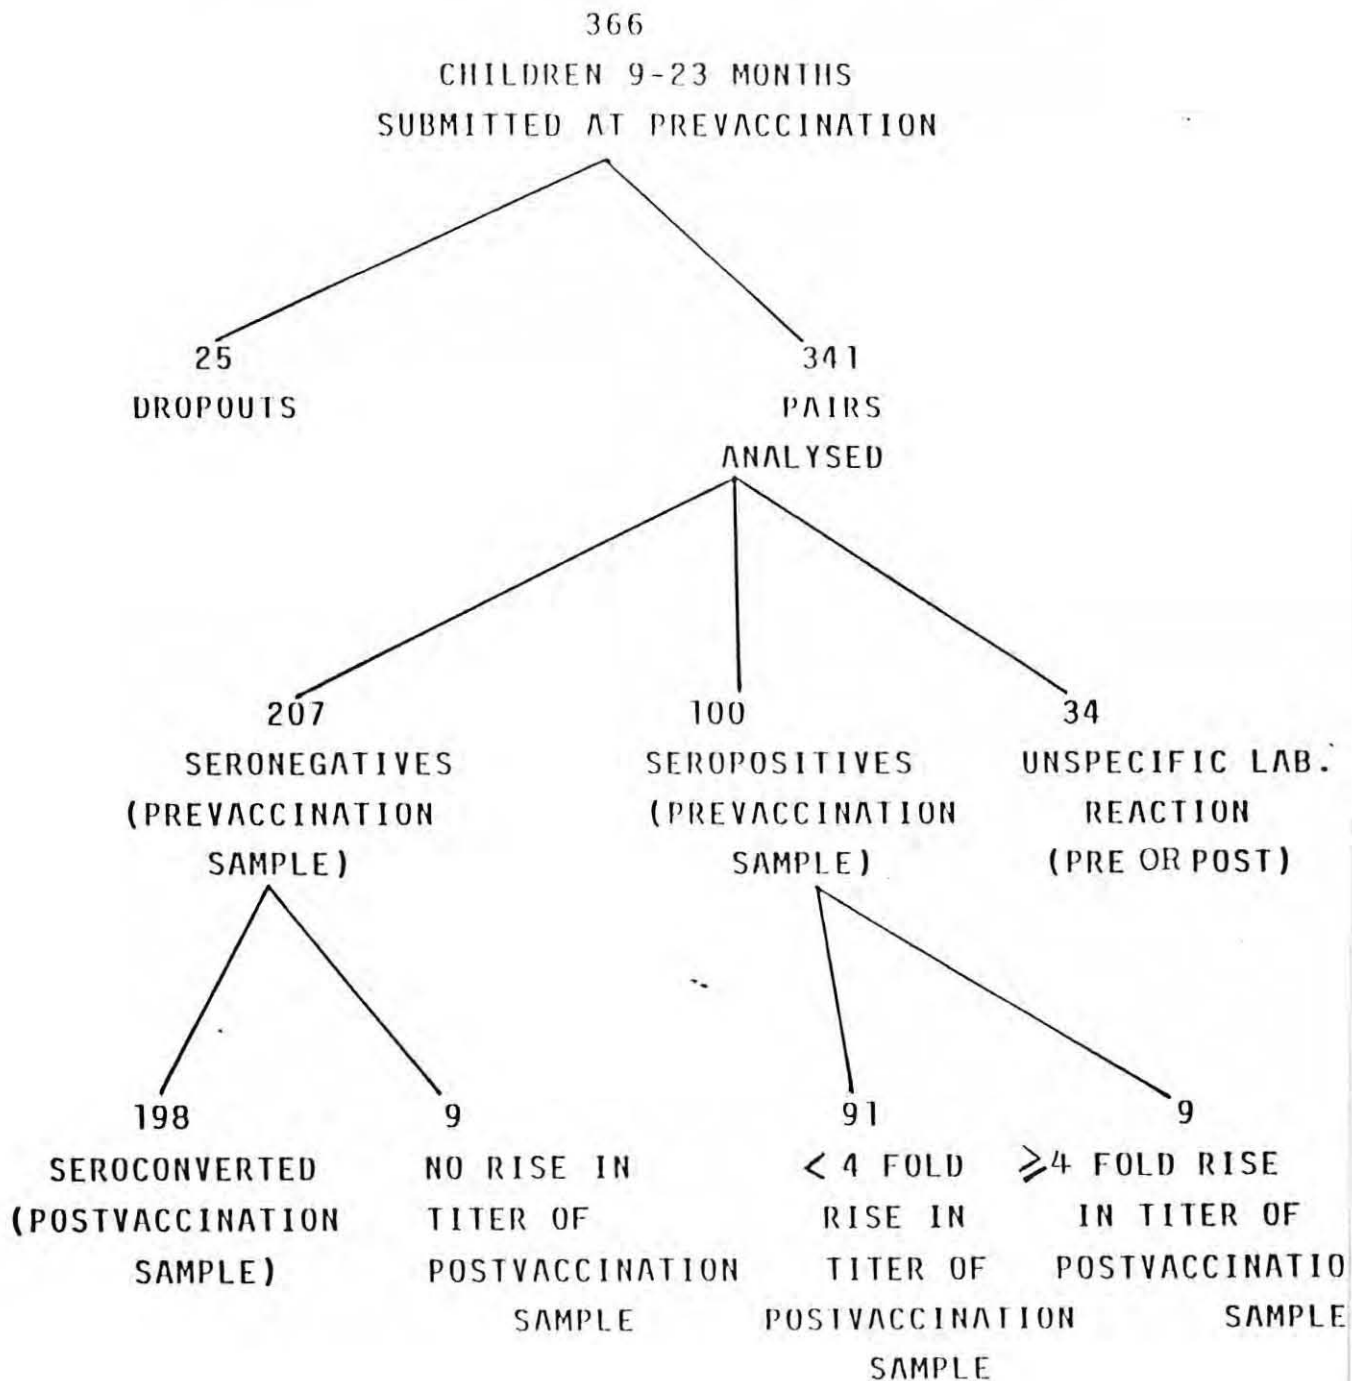 366
CHILDREN 9-23 MONTHS
SUBMITTED AT PREVACCINATION
25
DROPOUTS
341
PAIRS
ANALYSED
207
SERONEGATIVES
(PREVACCINATION
SAMPLE)
100
SEROPOSITIVES
(PREVACCINATION
SAMPLE)
34
UNSPECIFIC LAB.
REACTION
(PRE OR POST)
198
SEROCONVERTED
(POSTVACCINATION
SAMPLE)
9
NO RISE IN
TITER OF
POSTVACCINATION
SAMPLE
91
< 4 FOLD
RISE IN
TITER OF
POSTVACCINATION
SAMPLE
9
≥4 FOLD RISE
IN TITER OF
POSTVACCINATIO
SAMPLE